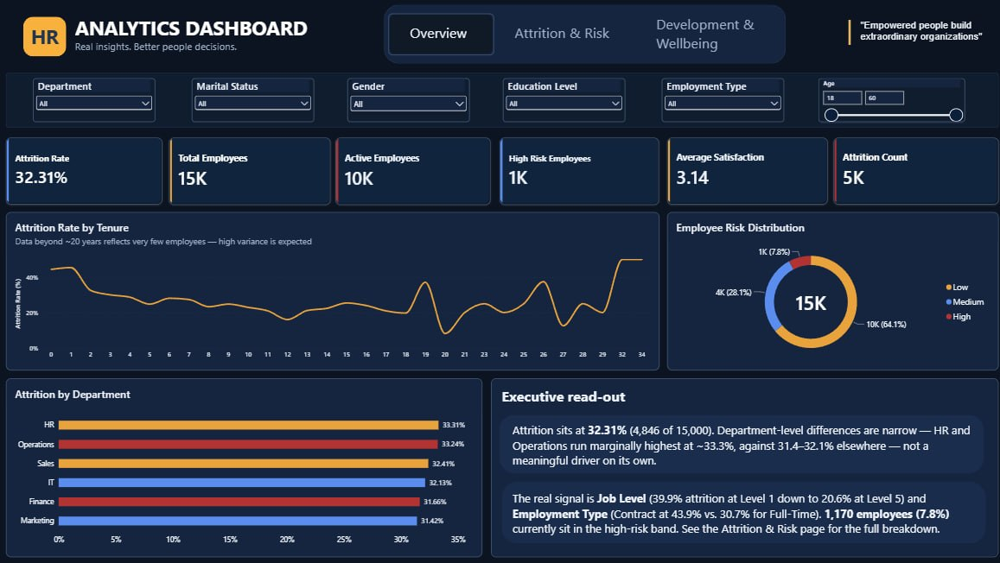 HR
ANALYTICS DASHBOARD
Real insights. Better people decisions.
Overview
Attrition & Risk
Development &
Wellbeing
"Empowered people build
extraordinary organizations"
Department
All
Marital Status
All
Gender
All
Education Level
All
Employment Type
All
Age
18
60
Attrition Rate
32.31%
Total Employees
15K
Active Employees
10K
High Risk Employees
1K
Average Satisfaction
3.14
Attrition Count
5K
Attrition Rate by Tenure
Data beyond ~20 years reflects very few employees — high variance is expected
Attrition Rate (%)
40%
20%
0%
0 1 2 3 4 5 6 7 8 9 10 11 12 13 14 15 16 17 18 19 20 21 23 24 25 26 27 28 29 32 34
Employee Risk Distribution
1K (7.8%)
4K (28.1%)
15K
10K (64.1%)
Low
Medium
High
Attrition by Department
HR 33.31%
Operations 33.24%
Sales 32.41%
IT 32.13%
Finance 31.66%
Marketing 31.42%
0% 5% 10% 15% 20% 25% 30% 35%
Executive read-out
Attrition sits at 32.31% (4,846 of 15,000). Department-level differences are narrow — HR and
Operations run marginally highest at ~33.3%, against 31.4–32.1% elsewhere — not a
meaningful driver on its own.
The real signal is Job Level (39.9% attrition at Level 1 down to 20.6% at Level 5) and
Employment Type (Contract at 43.9% vs. 30.7% for Full-Time). 1,170 employees (7.8%)
currently sit in the high-risk band. See the Attrition & Risk page for the full breakdown.